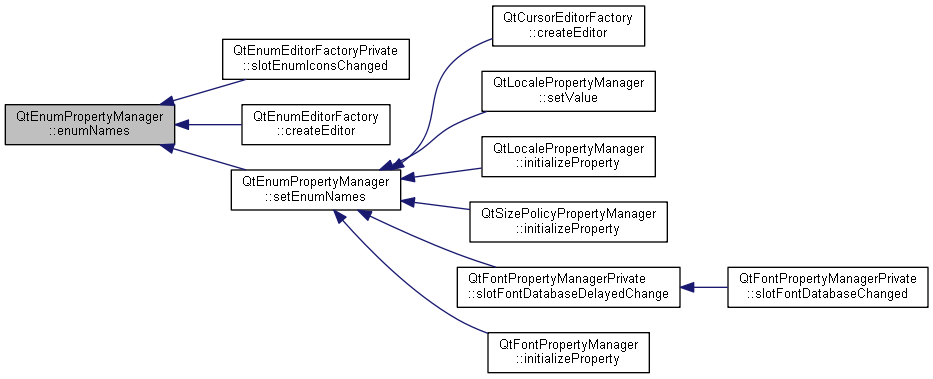 QtCursorEditorFactory
::createEditor
QtEnumEditorFactoryPrivate
::slotEnumIconsChanged
QtLocalePropertyManager
::setValue
QtEnumPropertyManager
::enumNames
QtEnumEditorFactory
::createEditor
QtLocalePropertyManager
::initializeProperty
QtEnumPropertyManager
::setEnumNames
QtSizePolicyPropertyManager
::initializeProperty
QtFontPropertyManagerPrivate
::slotFontDatabaseDelayedChange
QtFontPropertyManagerPrivate
::slotFontDatabaseChanged
QtFontPropertyManager
::initializeProperty